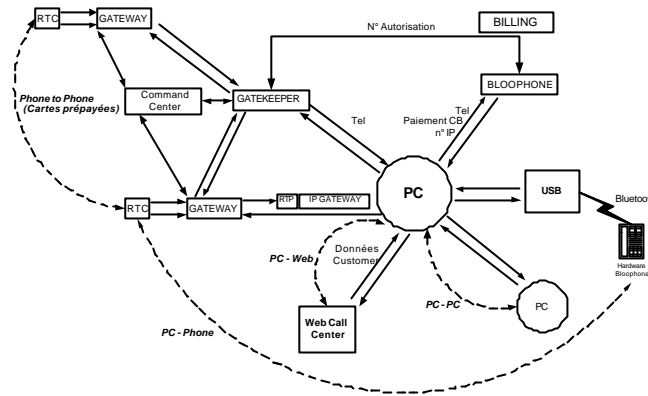 RTC
GATEWAY
N° Autorisation
BILLING
BLOOPHONE
Phone to Phone
(Cartes prépayées)
Command
Center
GATEKEEPER
Tel
Tel
Paiement CB
n° IP
PC
USB
Bluetoo
RTC
GATEWAY
RTP
IP GATEWAY
Hardware
Bloophone
PC - Web
Données
Customer
PC - PC
PC
Web Call
Center
PC - Phone